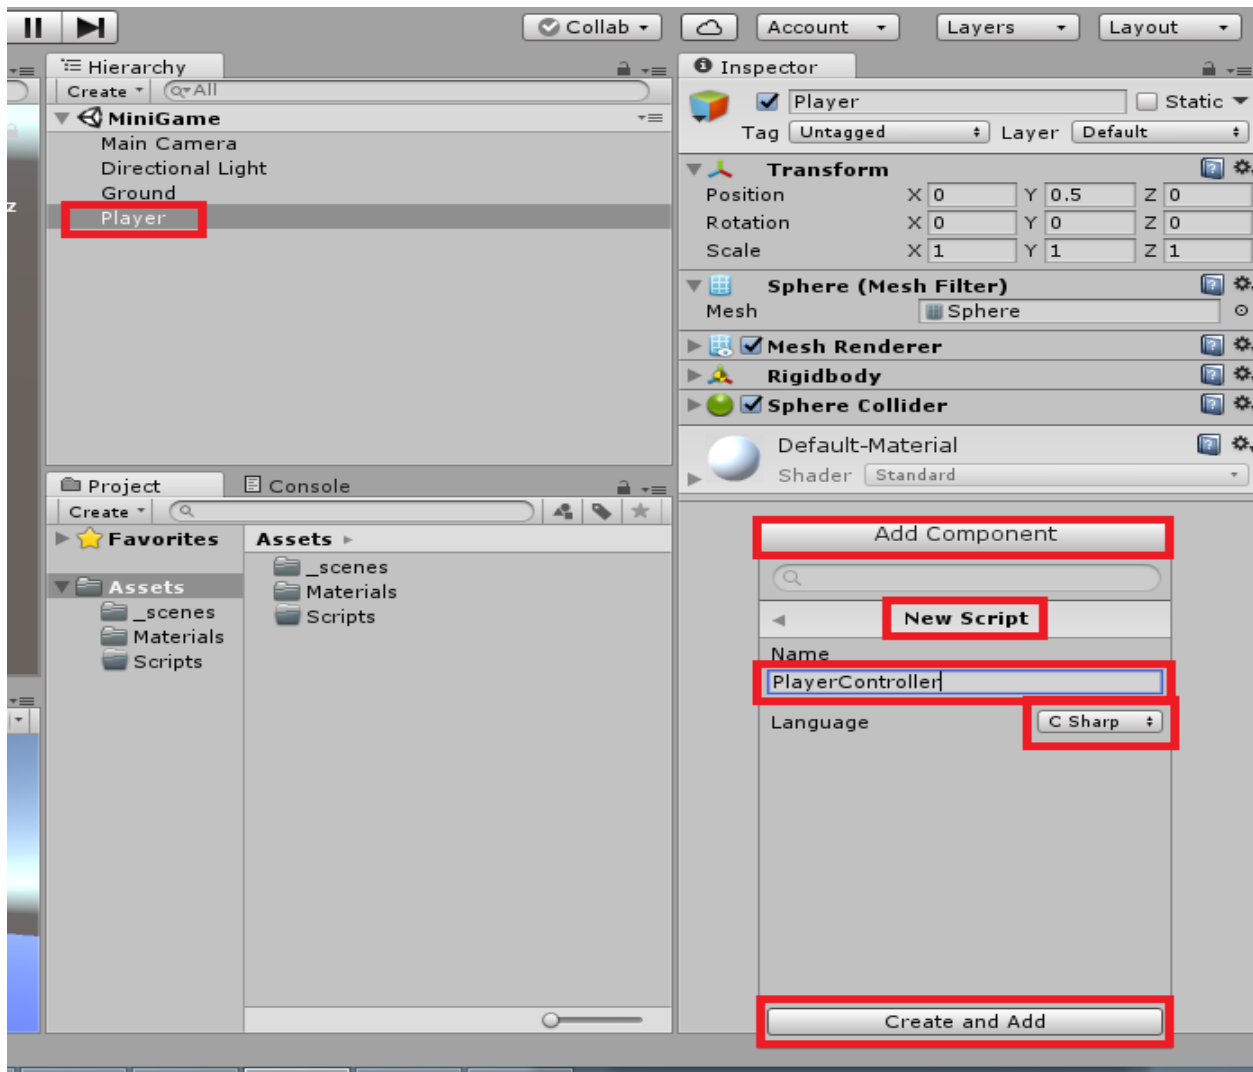 Collab
Account
Layers
Layout
Hierarchy
Create
All
MiniGame
Main Camera
Directional Light
Ground
Player
z
Project
Console
Create
Favorites
Assets
_scenes
Materials
Scripts
Assets
_scenes
Materials
Scripts
Inspector
Player
Static
Tag Untagged Layer Default
Transform
Position X 0 Y 0.5 Z 0
Rotation X 0 Y 0 Z 0
Scale X 1 Y 1 Z 1
Sphere (Mesh Filter)
Mesh Sphere
Mesh Renderer
Rigidbody
Sphere Collider
Default-Material
Shader Standard
Add Component
New Script
Name
PlayerController
Language C Sharp
Create and Add